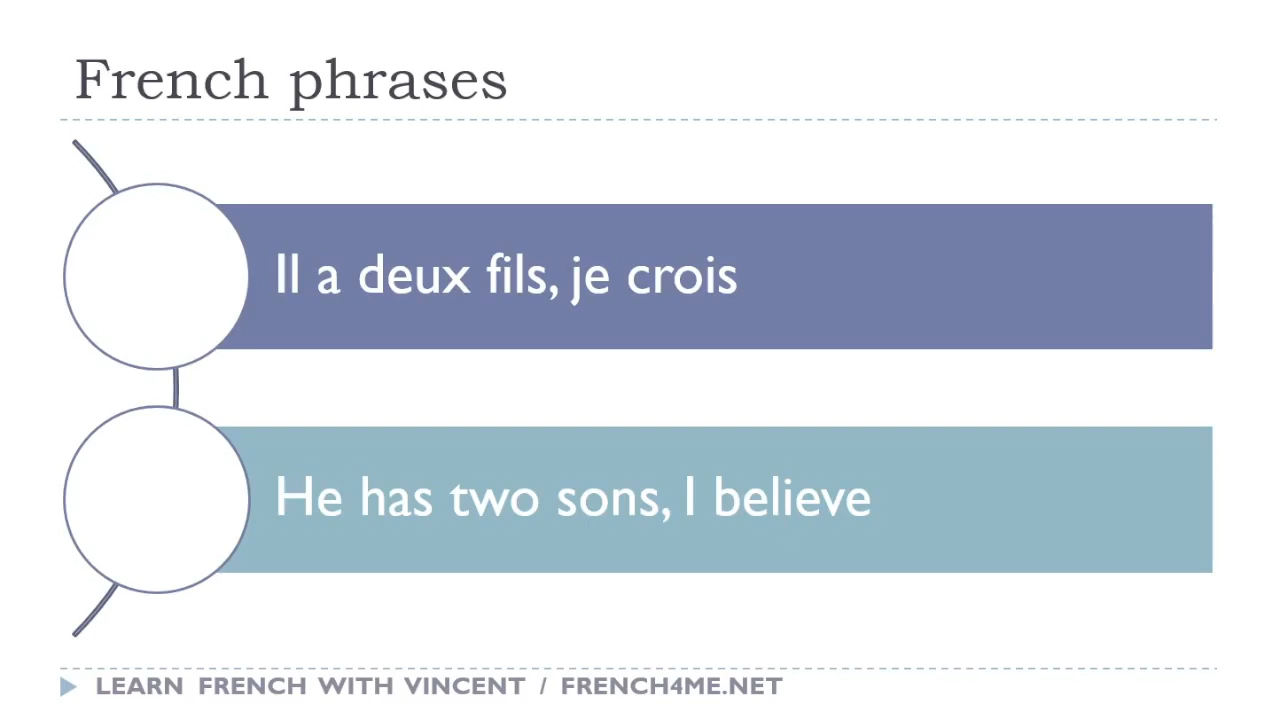 French phrases
Il a deux fils, je crois
He has two sons, I believe
LEARN FRENCH WITH VINCENT / FRENCH4ME.NET